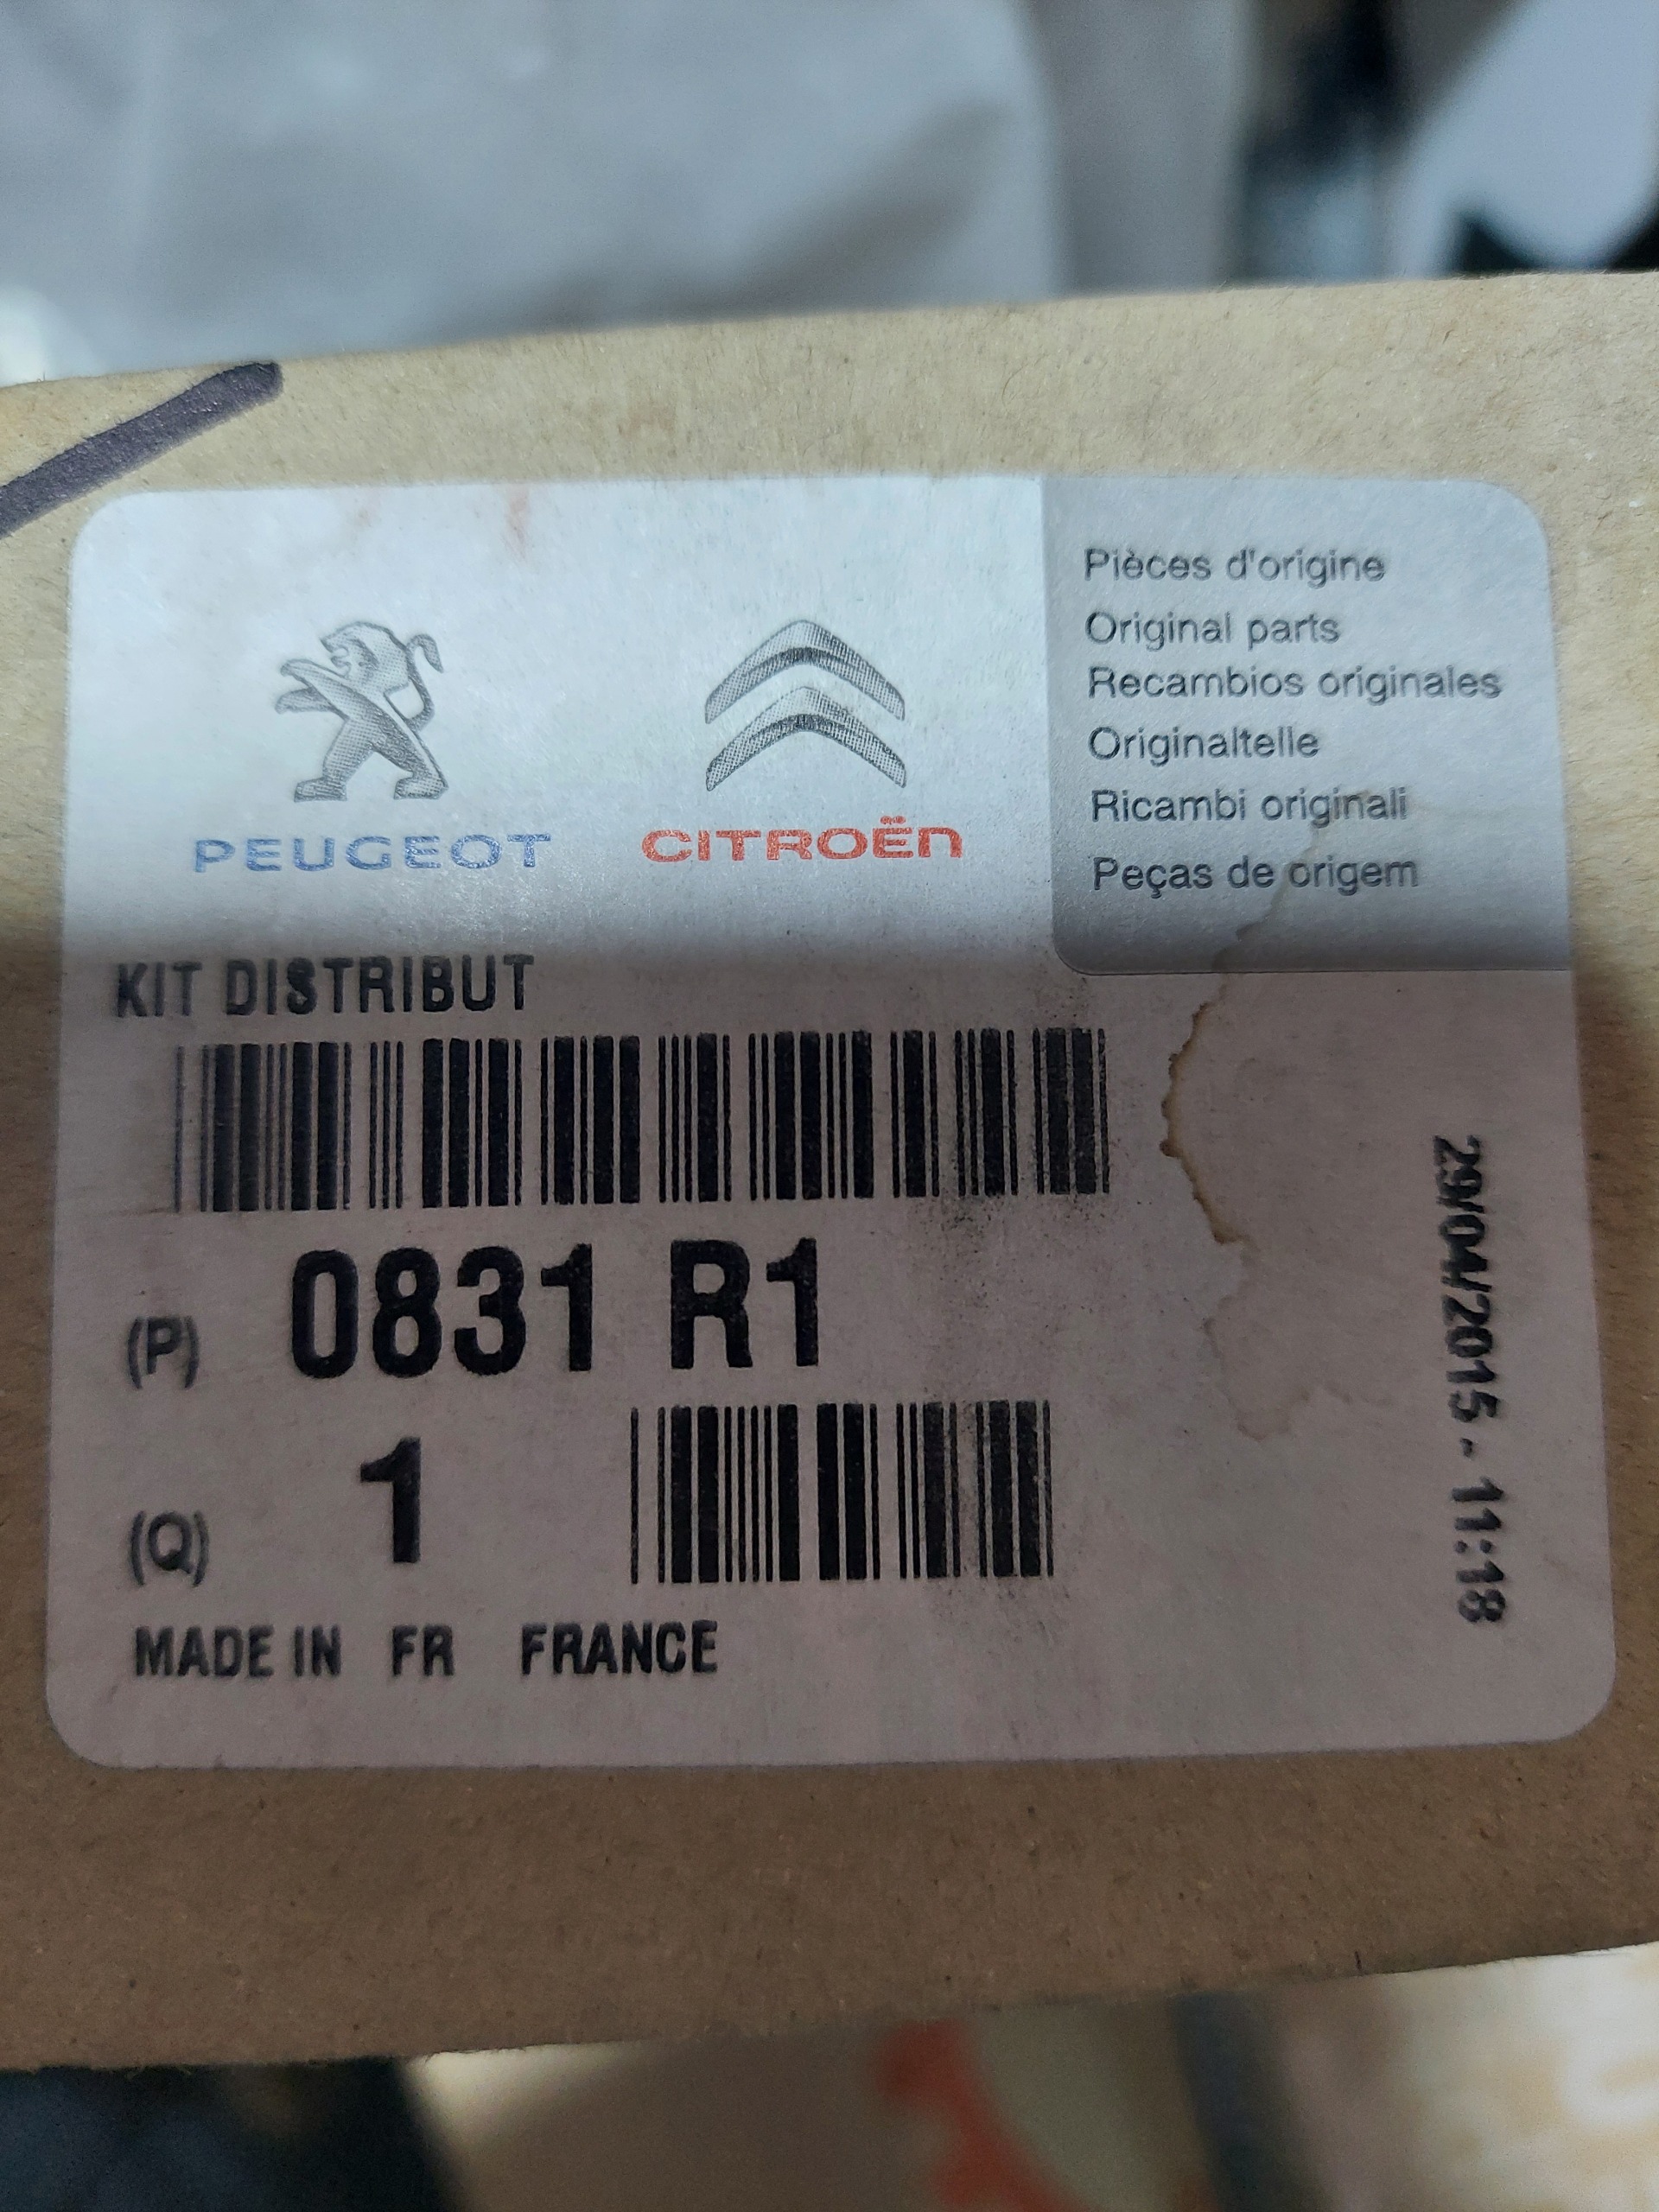 PEUGEOT
CITROËN
Pièces d'origine
Original parts
Recambios originales
Originaltelle
Ricambi originali
Peças de origem
KIT DISTRIBUT
(P) 0831 R1
(Q) 1
MADE IN FR FRANCE
29/04/2015 - 11:18